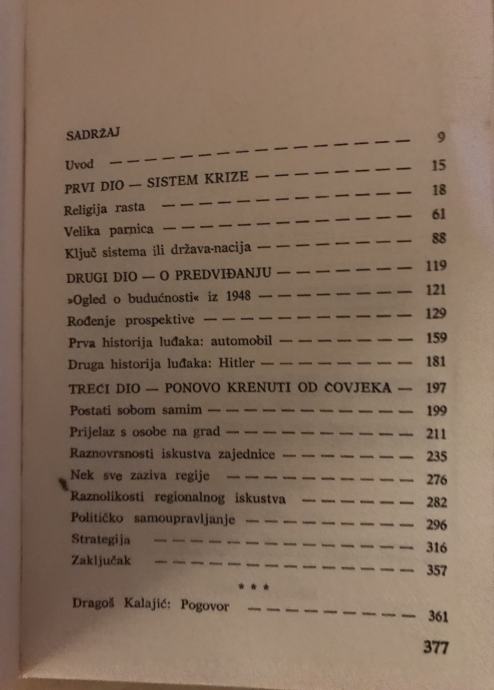 SADRŽAJ
Uvod — — — — — — — — — — — — — 9
PRVI DIO — SISTEM KRIZE — — — — — — — 15
Religija rasta — — — — — — — — — — — 18
Velika parnica — — — — — — — — — — — 61
Ključ sistema ili država-nacija — — — — — — — 88
DRUGI DIO — O PREDVIĐANJU — — — — — — 119
»Ogled o budućnosti« iz 1948 — — — — — — — 121
Rođenje prospektive — — — — — — — — — 129
Prva historija luđaka: automobil — — — — — — 159
Druga historija luđaka: Hitler — — — — — — — 181
TREĆI DIO — PONOVO KRENUTI OD ČOVJEKA — 197
Postati sobom samim — — — — — — — — — 199
Prijelaz s osobe na grad — — — — — — — — 211
Raznovrsnosti iskustva zajednice — — — — — — 235
Nek sve zaziva regije — — — — — — — — 276
Raznolikosti regionalnog iskustva — — — — — 282
Političko samoupravljanje — — — — — — — 296
Strategija — — — — — — — — — — — 316
Zaključak — — — — — — — — — — — 357
* * *
Dragoš Kalajić: Pogovor — — — — — — — 361
377